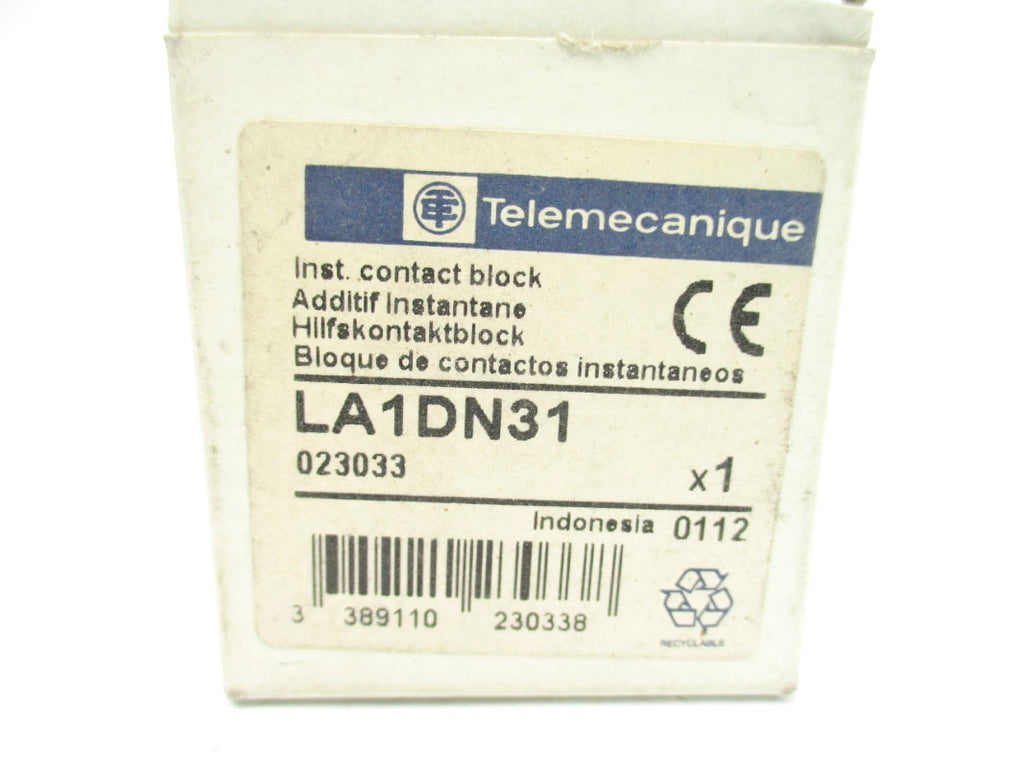 Telemecanique
Inst. contact block
Additif instantane
Hilfskontaktblock
Bloque de contactos instantaneos
LA1DN31
023033
x1
Indonesia 0112
3 389110 230338
RECYCLABLE
CE